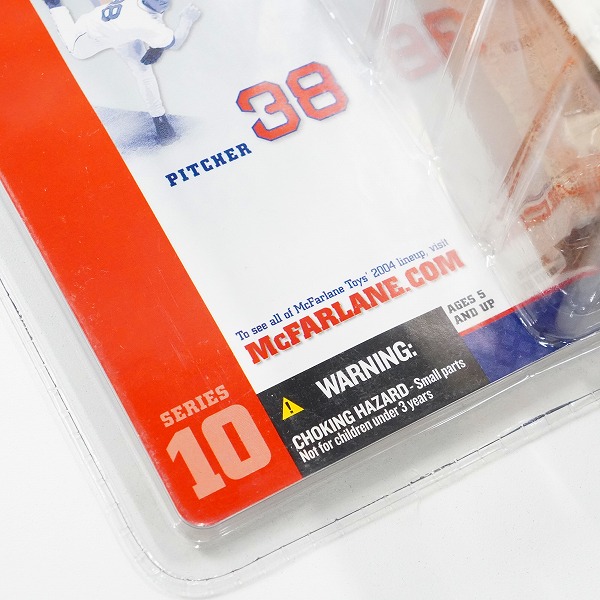 38
PITCHER
To see all of McFarlane Toys' 2004 lineup, visit
McFARLANE.COM
AGES 5
AND UP
WARNING:
CHOKING HAZARD - Small parts
Not for children under 3 years
SERIES
10